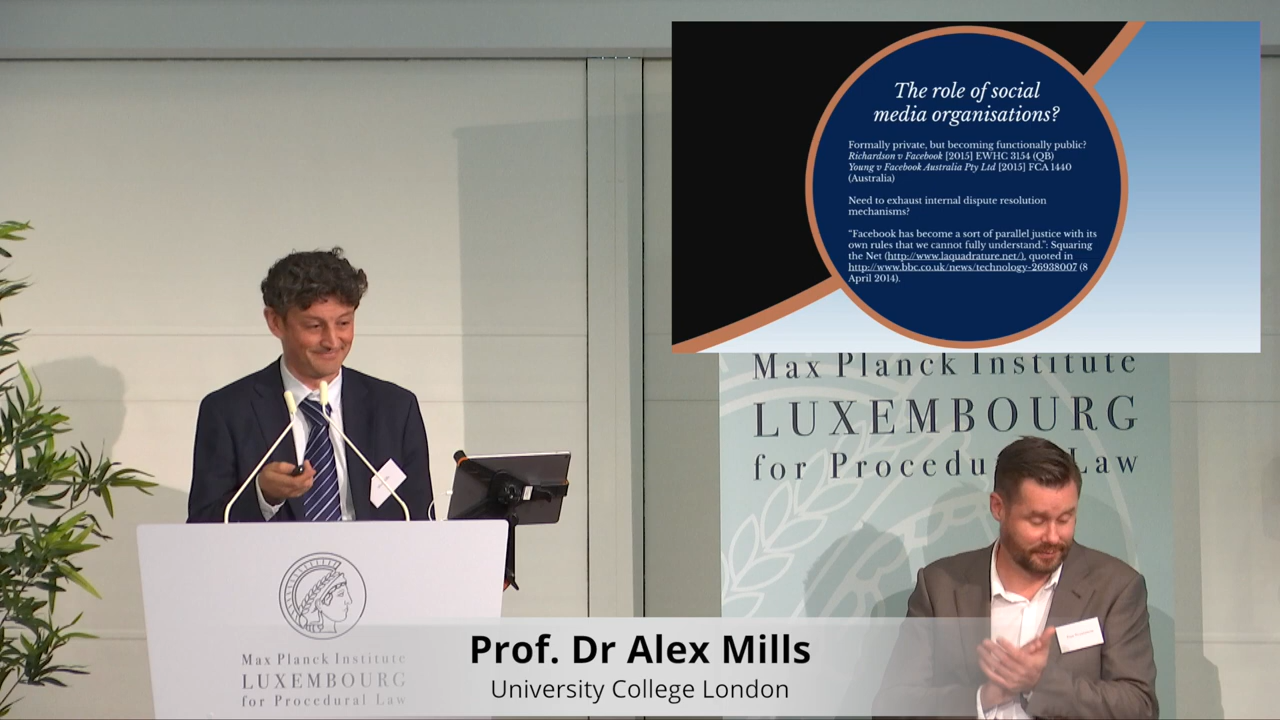 The role of social
media organisations?
Formally private, but becoming functionally public?
Richardson v Facebook [2015] EWHC 3154 (QB)
Young v Facebook Australia Pty Ltd [2015] FCA 1440
(Australia)
Need to exhaust internal dispute resolution
mechanisms?
“Facebook has become a sort of parallel justice with its
own rules that we cannot fully understand.”: Squaring
the Net (http://www.laquadrature.net/), quoted in
http://www.bbc.co.uk/news/technology-26938007 (8
April 2014).
Max Planck Institute
LUXEMBOURG
for Procedu Law
Max Planck Institute
LUXEMBOURG
for Procedural Law
Prof. Dr Alex Mills
University College London